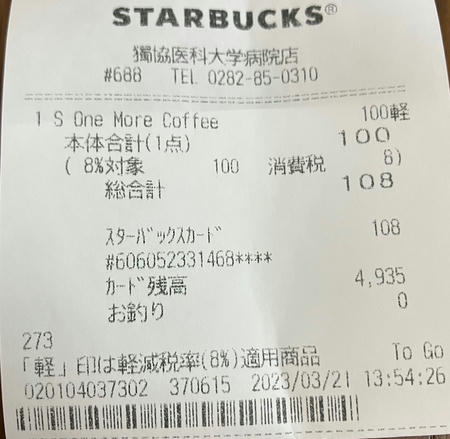 STARBUCKS®
獨協医科大学病院店
#688 TEL 0282-85-0310
1 S One More Coffee 100軽
本体合計(1点) 100
( 8%対象 100 消費税 8)
総合計 108
ｽﾀｰﾊﾞｯｸｽｶｰﾄﾞ 108
#606052331468****
ｶｰﾄﾞ残高 4,935
お釣り 0
273
「軽」印は軽減税率(8%)適用商品 To Go
020104037302 370615 2023/03/21 13:54:26